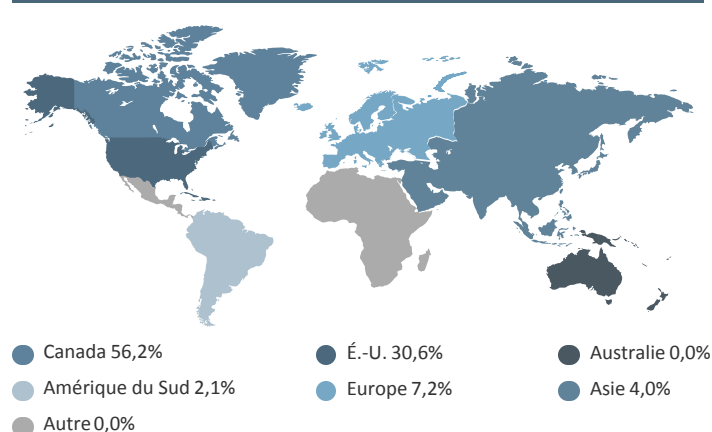 Canada 56,2%
É.-U. 30,6%
Australie 0,0%
Amérique du Sud 2,1%
Europe 7,2%
Asie 4,0%
Autre 0,0%